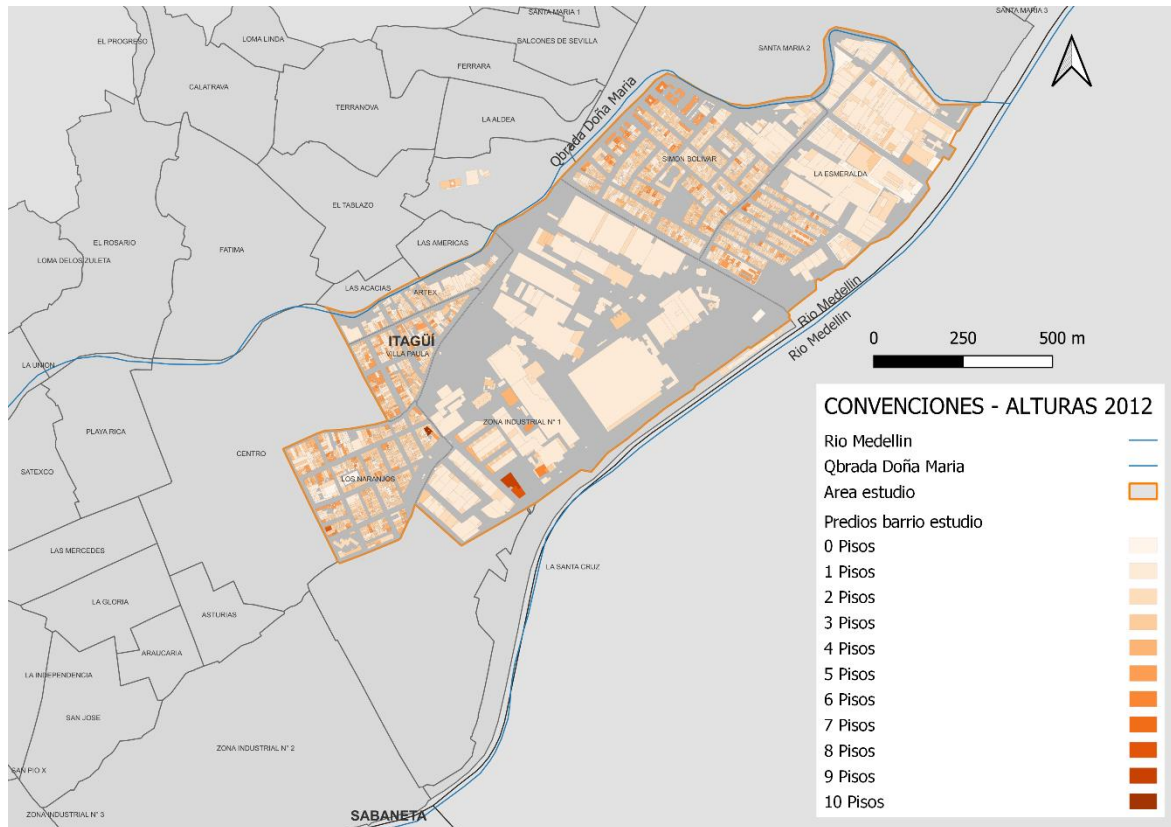 SANTA MARIA 1
SANTA MARIA 3
EL PROGRESO
LOMA LINDA
BALCONES DE SEVILLA
SANTA MARIA 2
FERRARA
CALATRAVA
TERRANOVA
LA ALDEA
Qbrada Doña Maria
SIMON BOLIVAR
LA ESMERALDA
EL TABLAZO
EL ROSARIO
FATIMA
LAS AMERICAS
LOMA DELOS ZULETA
LAS ACACIAS
ARTEX
Rio Medellin
Rio Medellin
ITAGÜÍ
VILLA PAULA
0 250 500 m
LA UNION
CONVENCIONES - ALTURAS 2012
Rio Medellin
Qbrada Doña Maria
Area estudio
Predios barrio estudio
0 Pisos
1 Pisos
2 Pisos
3 Pisos
4 Pisos
5 Pisos
6 Pisos
7 Pisos
8 Pisos
9 Pisos
10 Pisos
ZONA INDUSTRIAL N° 1
PLAYA RICA
CENTRO
SATEXCO
LOS NARANJOS
LAS MERCEDES
LA SANTA CRUZ
LA GLORIA
ASTURIAS
ARAUCARIA
LA INDEPENDENCIA
SAN JOSE
ZONA INDUSTRIAL N° 2
SAN PIO X
ZONA INDUSTRIAL N° 3
SABANETA